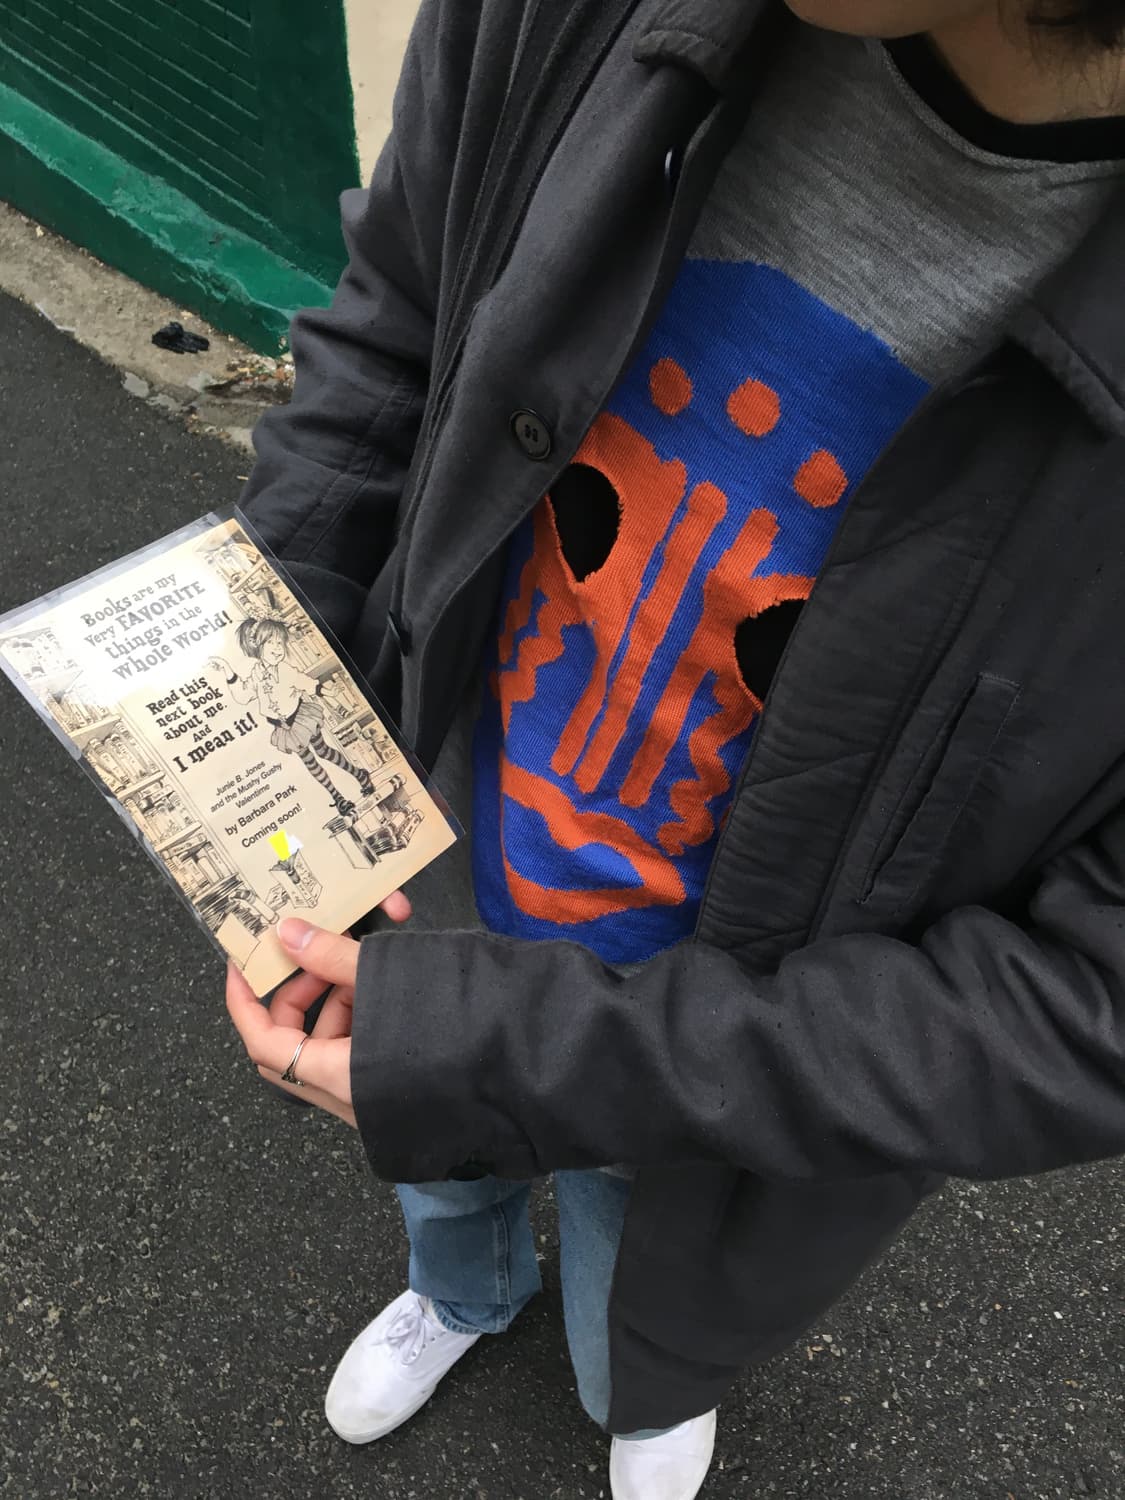 Books are my
very FAVORITE
things in the
whole World!
Read this
next book
about me.
And
I mean it!
Junie B. Jones
and the Mushy Gushy
Valentime
by Barbara Park
Coming soon!